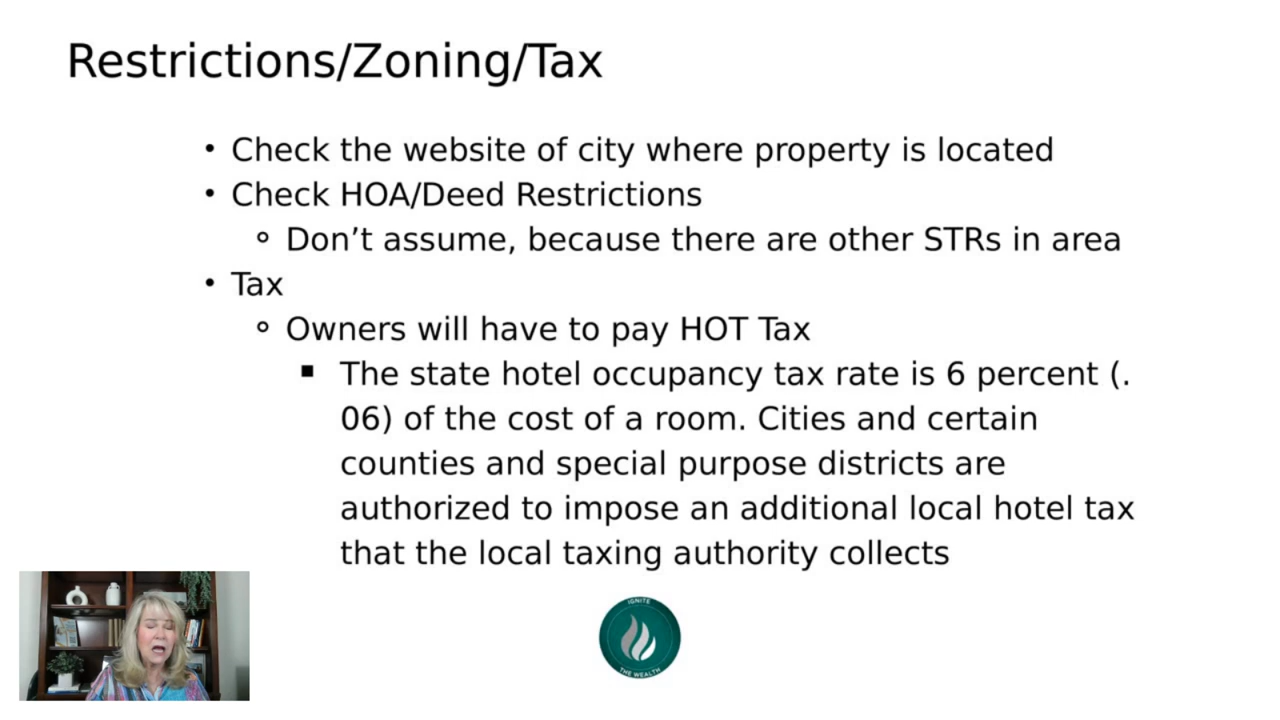 Restrictions/Zoning/Tax
• Check the website of city where property is located
• Check HOA/Deed Restrictions
∘ Don’t assume, because there are other STRs in area
• Tax
∘ Owners will have to pay HOT Tax
▪ The state hotel occupancy tax rate is 6 percent (.
06) of the cost of a room. Cities and certain
counties and special purpose districts are
authorized to impose an additional local hotel tax
that the local taxing authority collects
IGNITE
THE WEALTH